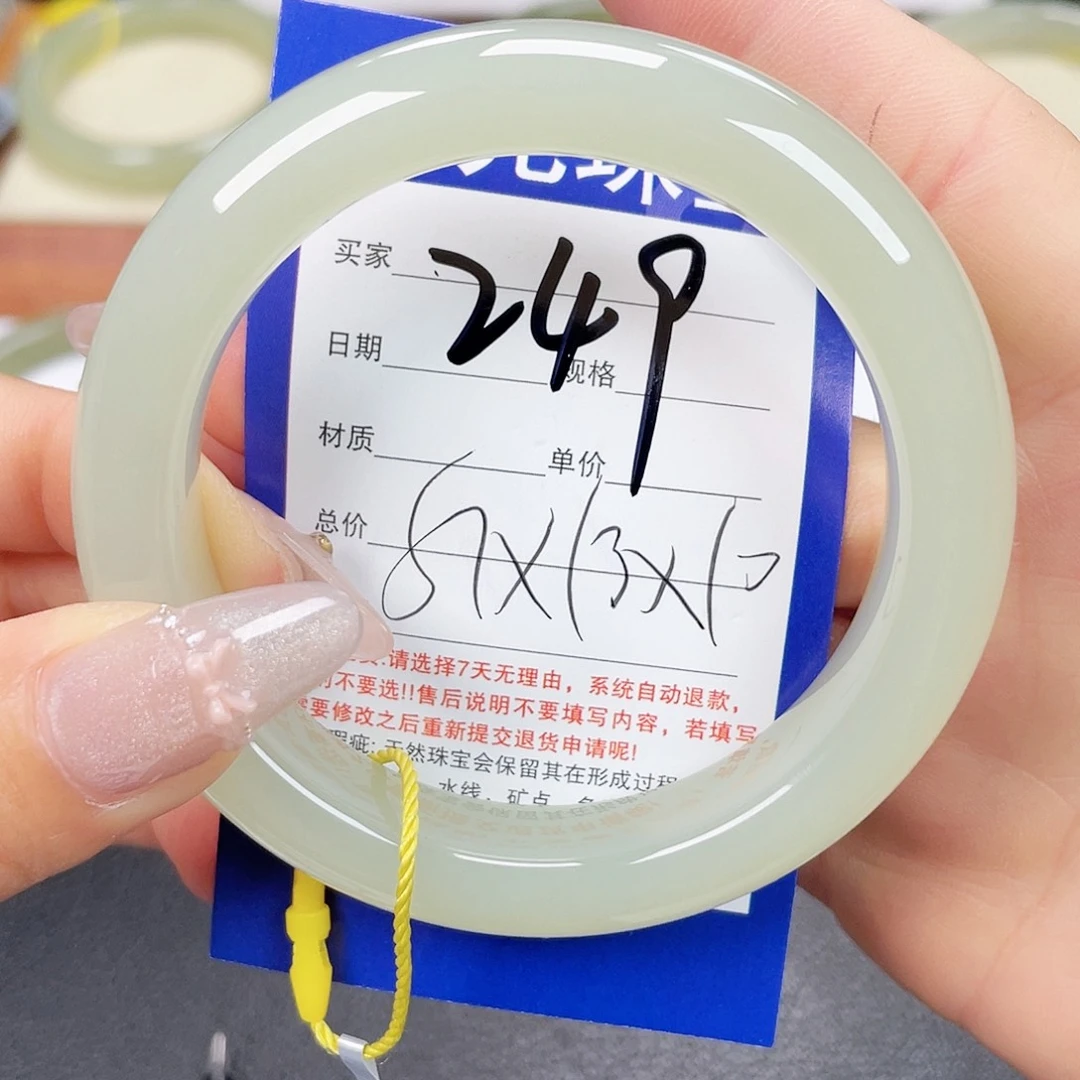 买家 249
日期 规格
材质 单价
总价 57X13X10
请选择7天无理由，系统自动退款，
不要选!!售后说明不要填写内容，若填写
要修改之后重新提交退货申请呢!
瑕疵: 天然珠宝会保留其在形成过程
水线、矿点、